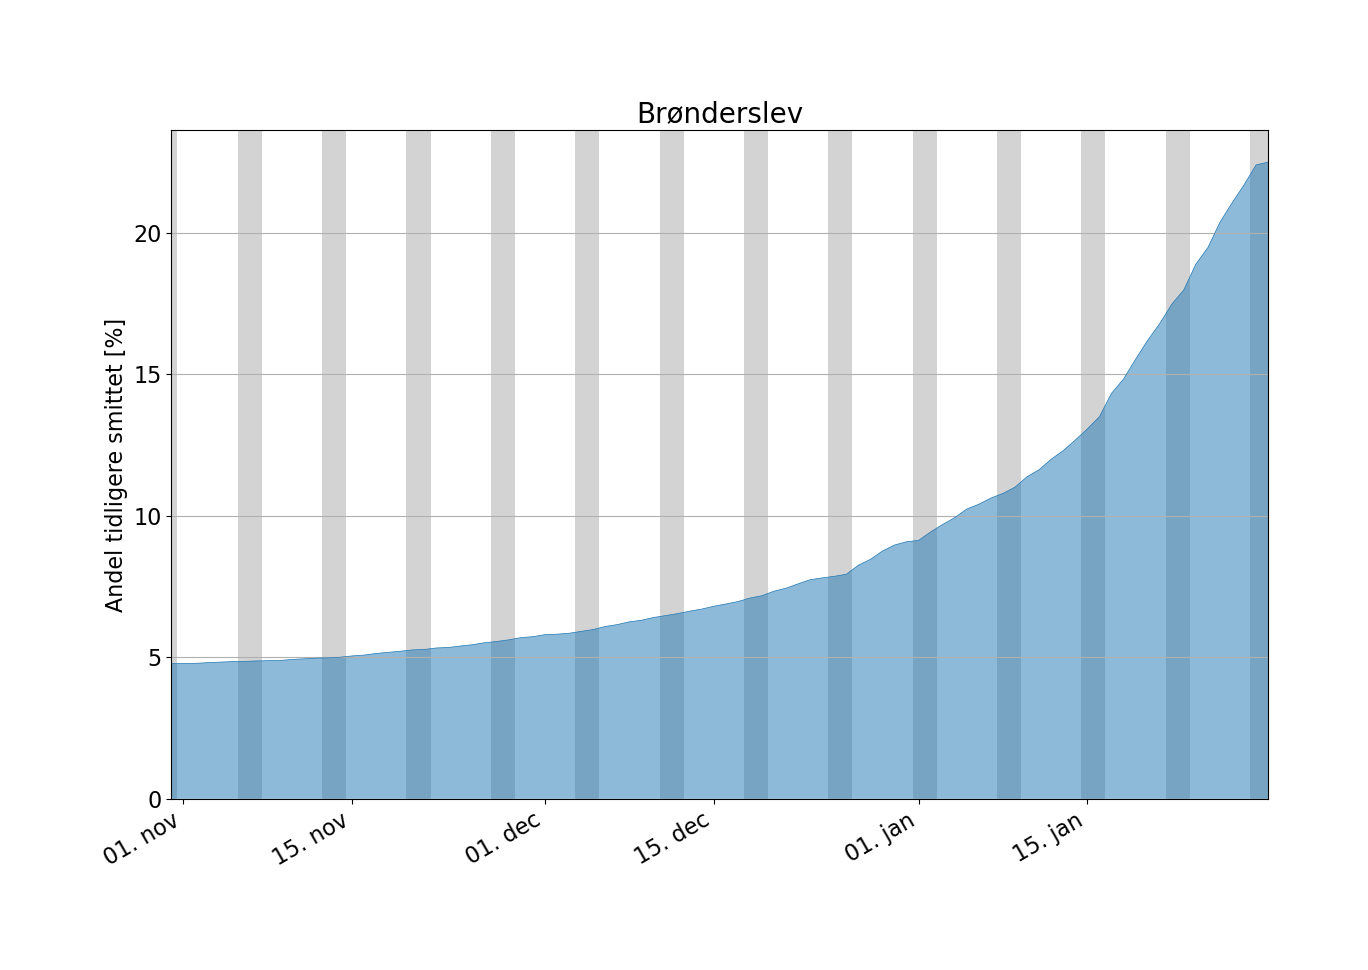 Brønderslev
Andel tidligere smittet [%]
20
15
10
5
0
01. nov
15. nov
01. dec
15. dec
01. jan
15. jan